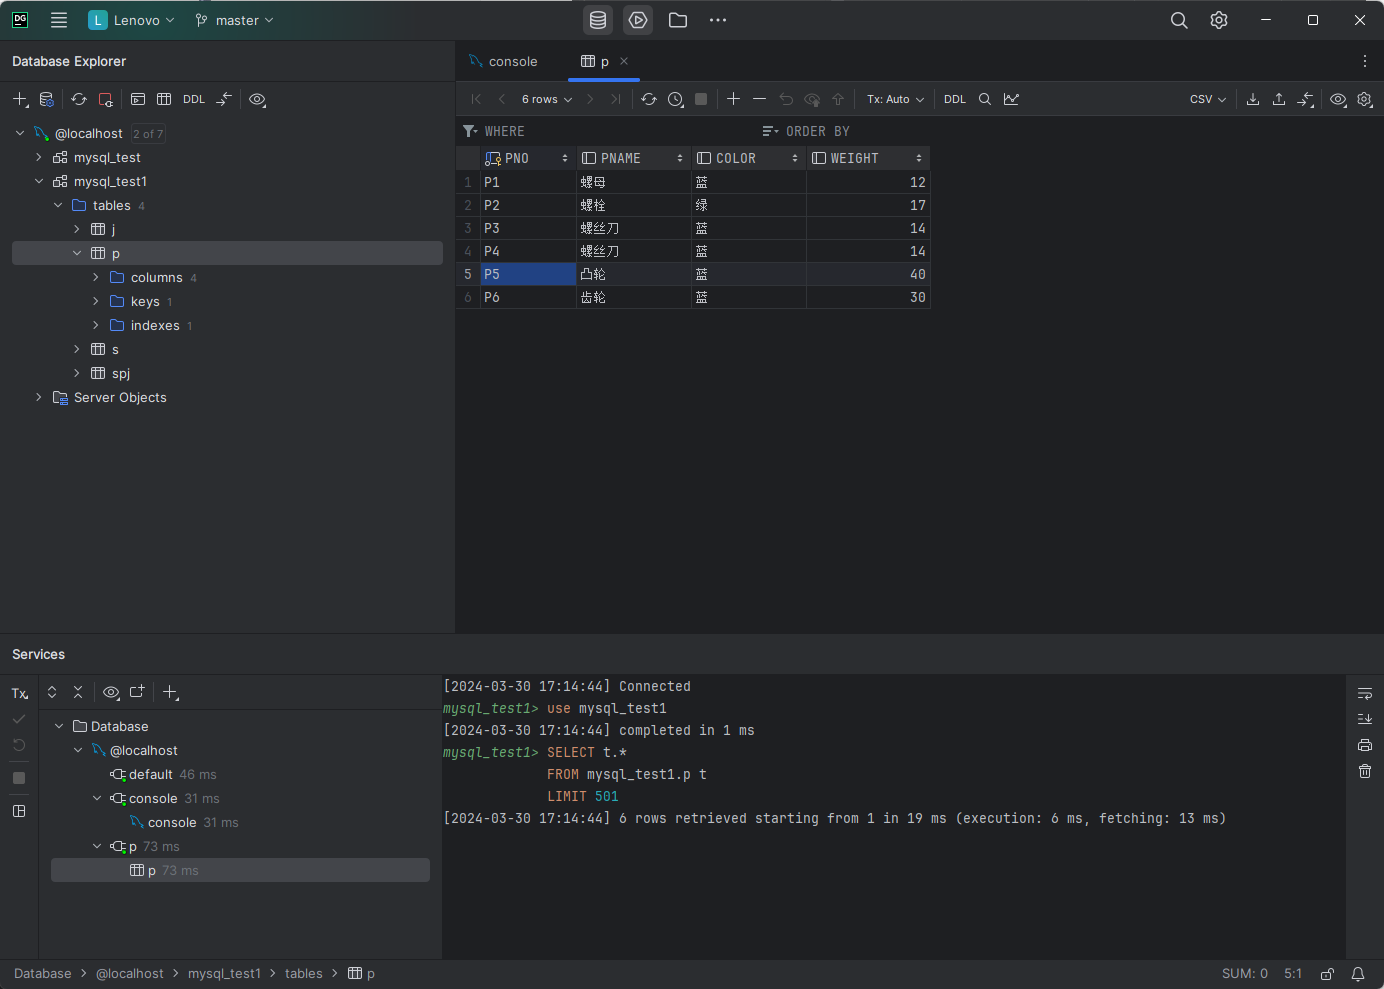 DG
L Lenovo
master
Database Explorer
DDL
@localhost 2 of 7
mysql_test
mysql_test1
tables 4
j
p
columns 4
keys 1
indexes 1
s
spj
Server Objects
console
p
6 rows
Tx: Auto
DDL
CSV
WHERE
ORDER BY
PNO PNAME COLOR WEIGHT
1 P1 螺母 蓝 12
2 P2 螺栓 绿 17
3 P3 螺丝刀 蓝 14
4 P4 螺丝刀 蓝 14
5 P5 凸轮 蓝 40
6 P6 齿轮 蓝 30
Services
Tx
Database
@localhost
default 46 ms
console 31 ms
console 31 ms
p 73 ms
p 73 ms
[2024-03-30 17:14:44] Connected
mysql_test1> use mysql_test1
[2024-03-30 17:14:44] completed in 1 ms
mysql_test1> SELECT t.*
FROM mysql_test1.p t
LIMIT 501
[2024-03-30 17:14:44] 6 rows retrieved starting from 1 in 19 ms (execution: 6 ms, fetching: 13 ms)
Database > @localhost > mysql_test1 > tables > p
SUM: 0
5:1